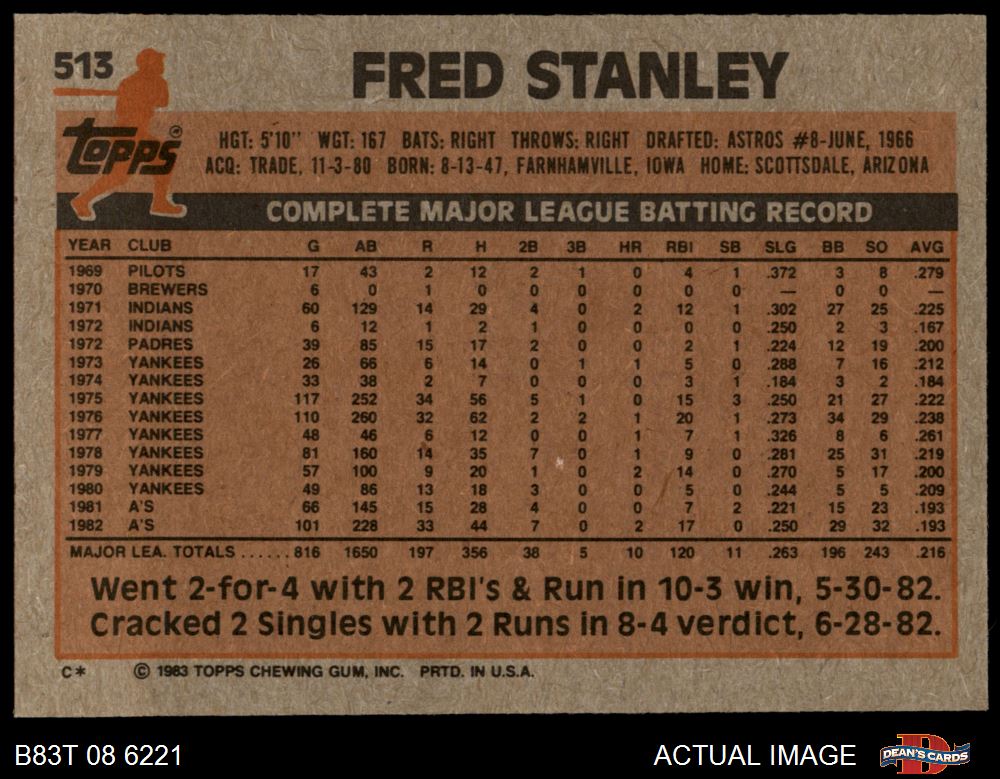 513
FRED STANLEY
topps®
HGT: 5'10" WGT: 167 BATS: RIGHT THROWS: RIGHT DRAFTED: ASTROS #8-JUNE, 1966
ACQ: TRADE, 11-3-80 BORN: 8-13-47, FARNHAMVILLE, IOWA HOME: SCOTTSDALE, ARIZONA
COMPLETE MAJOR LEAGUE BATTING RECORD
YEAR CLUB G AB R H 2B 3B HR RBI SB SLG BB SO AVG
1969 PILOTS 17 43 2 12 2 1 0 4 1 .372 3 8 .279
1970 BREWERS 6 0 1 0 0 0 0 0 0 — 0 0 —
1971 INDIANS 60 129 14 29 4 0 2 12 1 .302 27 25 .225
1972 INDIANS 6 12 1 2 1 0 0 0 0 .250 2 3 .167
1972 PADRES 39 85 15 17 2 0 0 2 1 .224 12 19 .200
1973 YANKEES 26 66 6 14 0 1 1 5 0 .288 7 16 .212
1974 YANKEES 33 38 2 7 0 0 0 3 1 .184 3 2 .184
1975 YANKEES 117 252 34 56 5 1 0 15 3 .250 21 27 .222
1976 YANKEES 110 260 32 62 2 2 1 20 1 .273 34 29 .238
1977 YANKEES 48 46 6 12 0 0 1 7 1 .326 8 6 .261
1978 YANKEES 81 160 14 35 7 0 1 9 0 .281 25 31 .219
1979 YANKEES 57 100 9 20 1 0 2 14 0 .270 5 17 .200
1980 YANKEES 49 86 13 18 3 0 0 5 0 .244 5 5 .209
1981 A'S 66 145 15 28 4 0 0 7 2 .221 15 23 .193
1982 A'S 101 228 33 44 7 0 2 17 0 .250 29 32 .193
MAJOR LEA. TOTALS ...... 816 1650 197 356 38 5 10 120 11 .263 196 243 .216
Went 2-for-4 with 2 RBI's & Run in 10-3 win, 5-30-82.
Cracked 2 Singles with 2 Runs in 8-4 verdict, 6-28-82.
C* © 1983 TOPPS CHEWING GUM, INC. PRTD. IN U.S.A.
B83T 08 6221 ACTUAL IMAGE DEAN'S CARDS